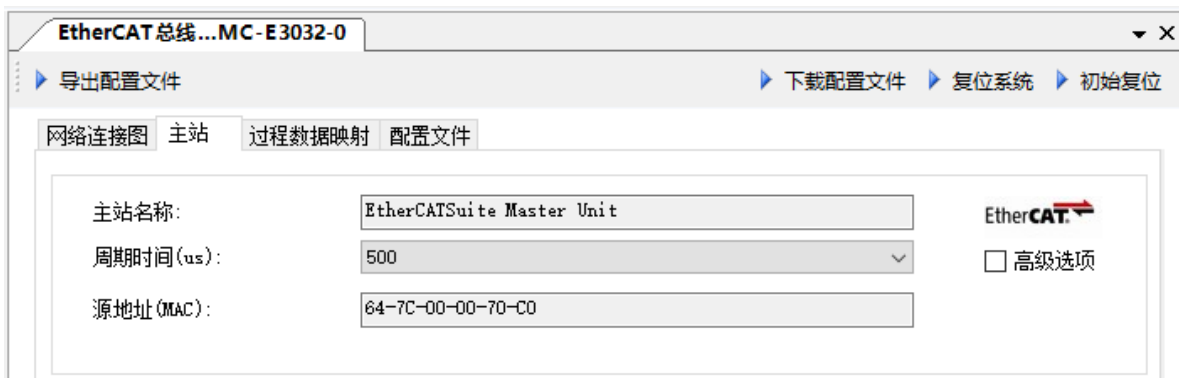 EtherCAT总线...MC-E3032-0
导出配置文件 下载配置文件 复位系统 初始复位
网络连接图 主站 过程数据映射 配置文件
主站名称: EtherCATSuite Master Unit EtherCAT.
周期时间(us): 500 高级选项
源地址(MAC): 64-7C-00-00-70-C0